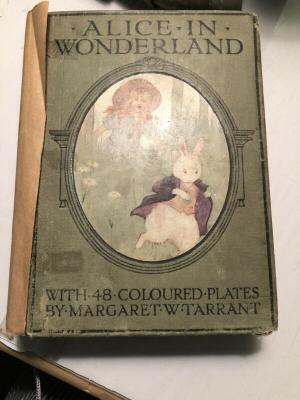 ·ALICE·IN·
WONDERLAND
WITH·48·COLOURED·PLATES
BY·MARGARET·W·TARRANT